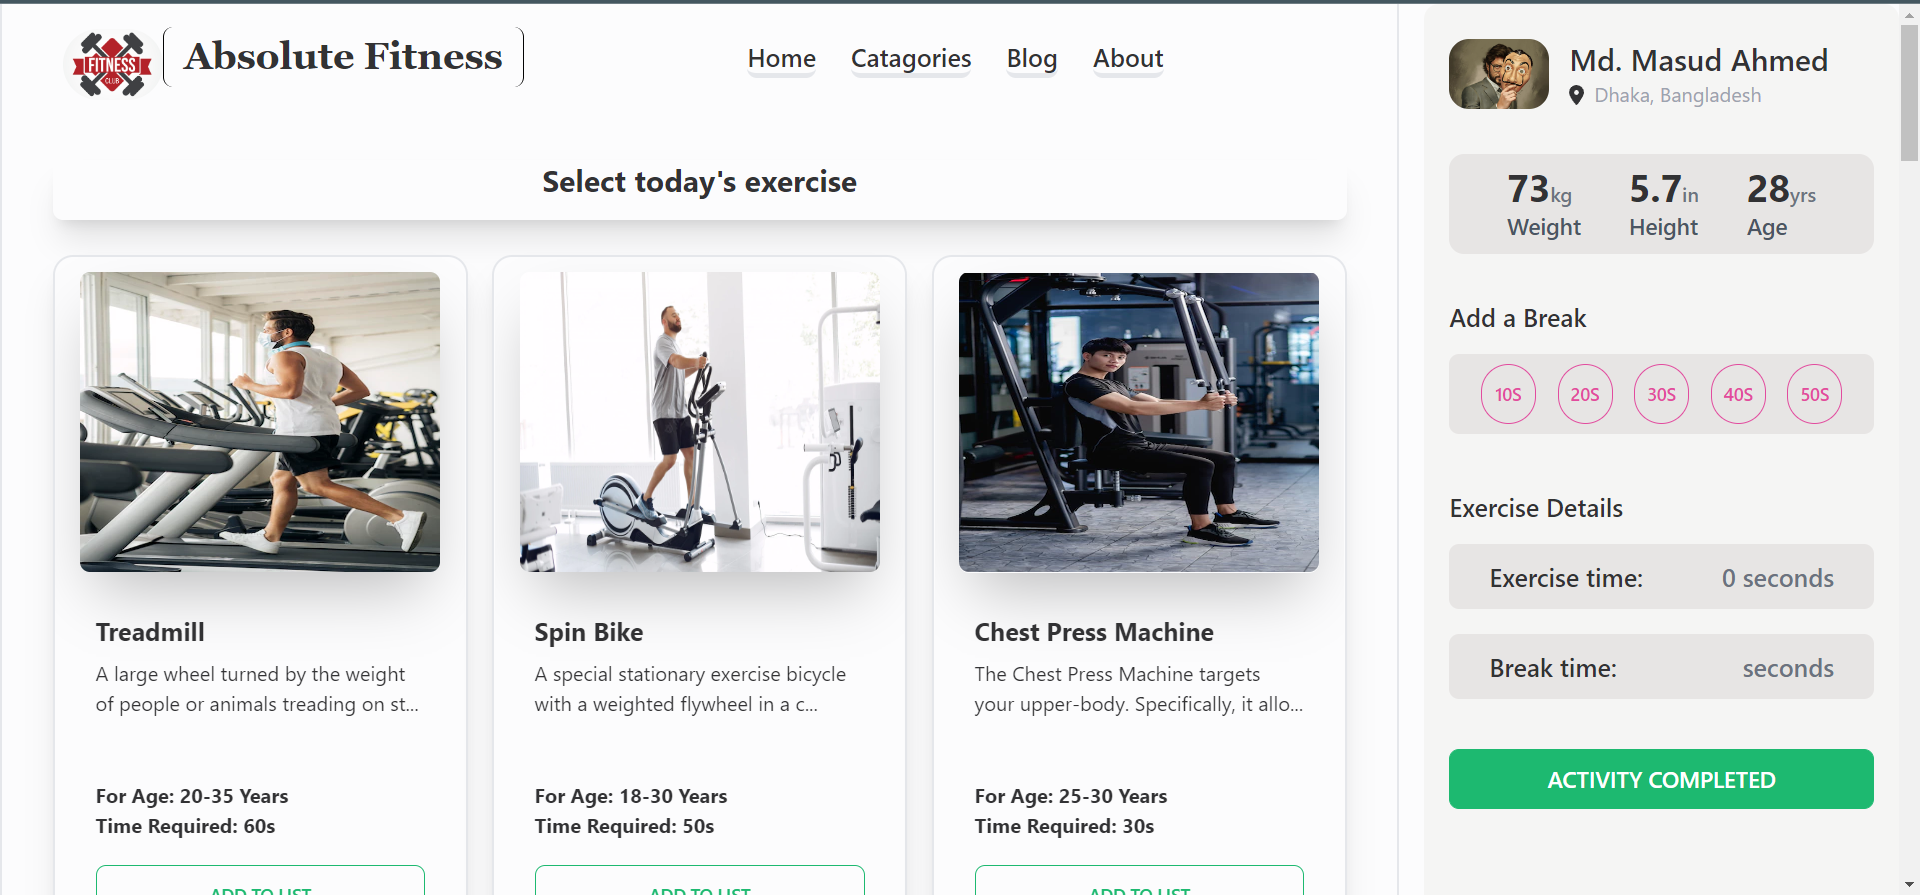 FITNESS
CLUB
Absolute Fitness
Home
Catagories
Blog
About
Select today's exercise
Treadmill
A large wheel turned by the weight
of people or animals treading on st...
For Age: 20-35 Years
Time Required: 60s
ADD TO LIST
Spin Bike
A special stationary exercise bicycle
with a weighted flywheel in a c...
For Age: 18-30 Years
Time Required: 50s
ADD TO LIST
Chest Press Machine
The Chest Press Machine targets
your upper-body. Specifically, it allo...
For Age: 25-30 Years
Time Required: 30s
ADD TO LIST
Md. Masud Ahmed
Dhaka, Bangladesh
73kg
Weight
5.7in
Height
28yrs
Age
Add a Break
10S
20S
30S
40S
50S
Exercise Details
Exercise time: 0 seconds
Break time: seconds
ACTIVITY COMPLETED